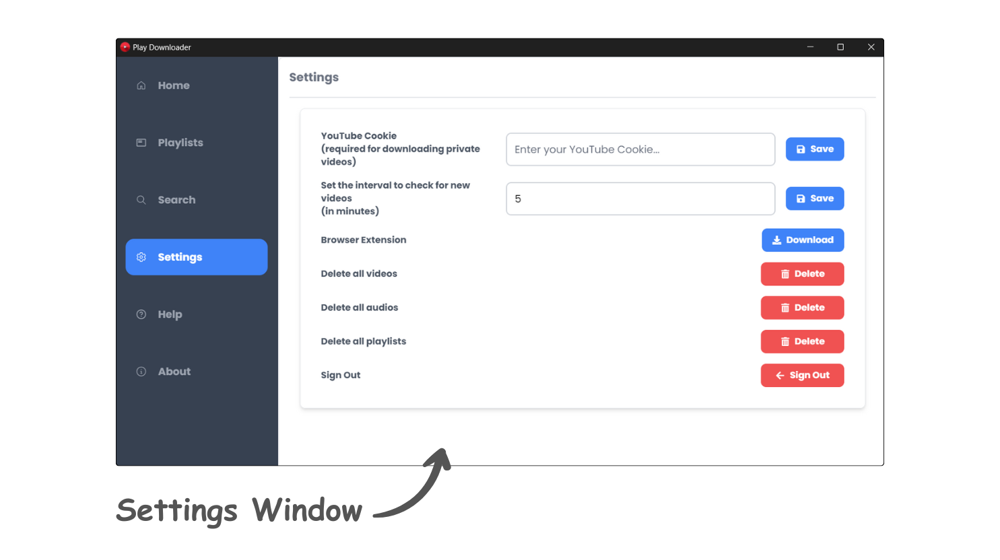 Play Downloader
Home
Playlists
Search
Settings
Help
About
Settings
YouTube Cookie
(required for downloading private
videos)
Enter your YouTube Cookie...
Save
Set the interval to check for new
videos
(in minutes)
5
Save
Browser Extension
Download
Delete all videos
Delete
Delete all audios
Delete
Delete all playlists
Delete
Sign Out
Sign Out
Settings Window